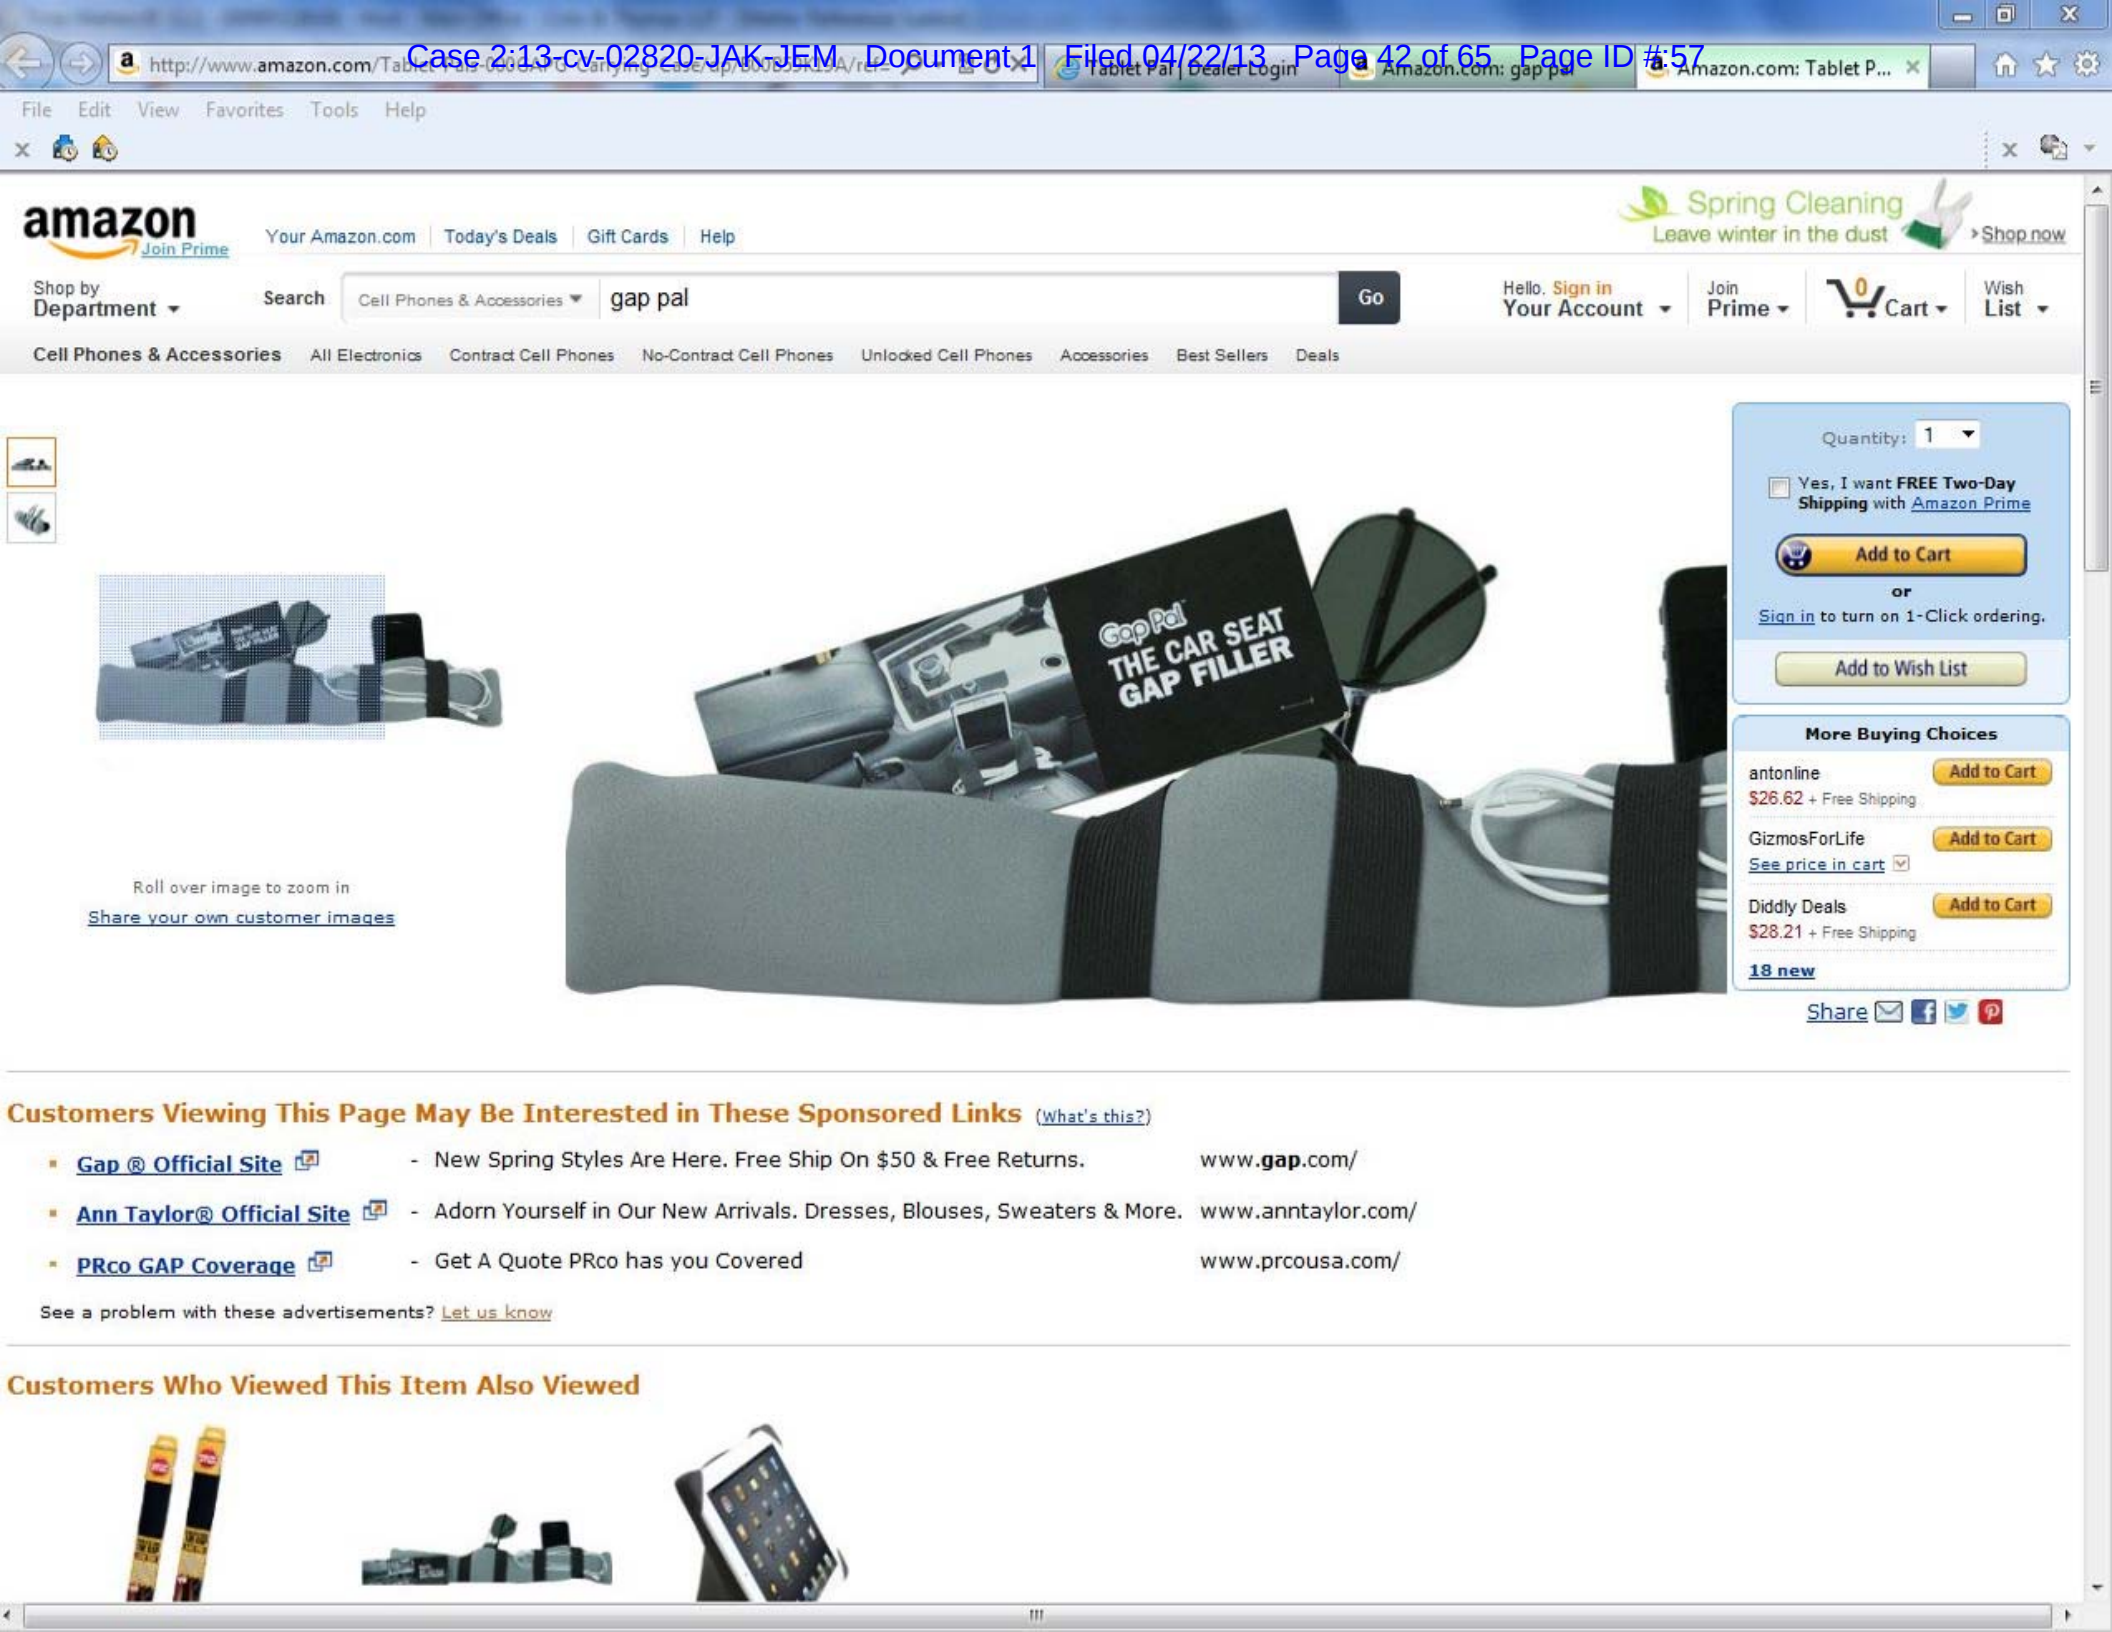 Case 2:13-cv-02820-JAK-JEM Document 1 Filed 04/22/13 Page 42 of 65 Page ID #:57
http://www.amazon.com/
Tablet Pal | Dealer Login
Amazon.com: gap pal
Amazon.com: Tablet P...
File Edit View Favorites Tools Help
amazon
Join Prime
Your Amazon.com Today's Deals Gift Cards Help
Spring Cleaning
Leave winter in the dust
Shop now
Shop by
Department
Search Cell Phones & Accessories gap pal Go
Hello. Sign in
Your Account
Join
Prime
0
Cart
Wish
List
Cell Phones & Accessories All Electronics Contract Cell Phones No-Contract Cell Phones Unlocked Cell Phones Accessories Best Sellers Deals
Gap Pal
THE CAR SEAT
GAP FILLER
Roll over image to zoom in
Share your own customer images
Quantity: 1
Yes, I want FREE Two-Day
Shipping with Amazon Prime
Add to Cart
or
Sign in to turn on 1-Click ordering.
Add to Wish List
More Buying Choices
antonline Add to Cart
$26.62 + Free Shipping
GizmosForLife Add to Cart
See price in cart
Diddly Deals Add to Cart
$28.21 + Free Shipping
18 new
Share
Customers Viewing This Page May Be Interested in These Sponsored Links (What's this?)
Gap ® Official Site - New Spring Styles Are Here. Free Ship On $50 & Free Returns. www.gap.com/
Ann Taylor® Official Site - Adorn Yourself in Our New Arrivals. Dresses, Blouses, Sweaters & More. www.anntaylor.com/
PRco GAP Coverage - Get A Quote PRco has you Covered www.prcousa.com/
See a problem with these advertisements? Let us know
Customers Who Viewed This Item Also Viewed